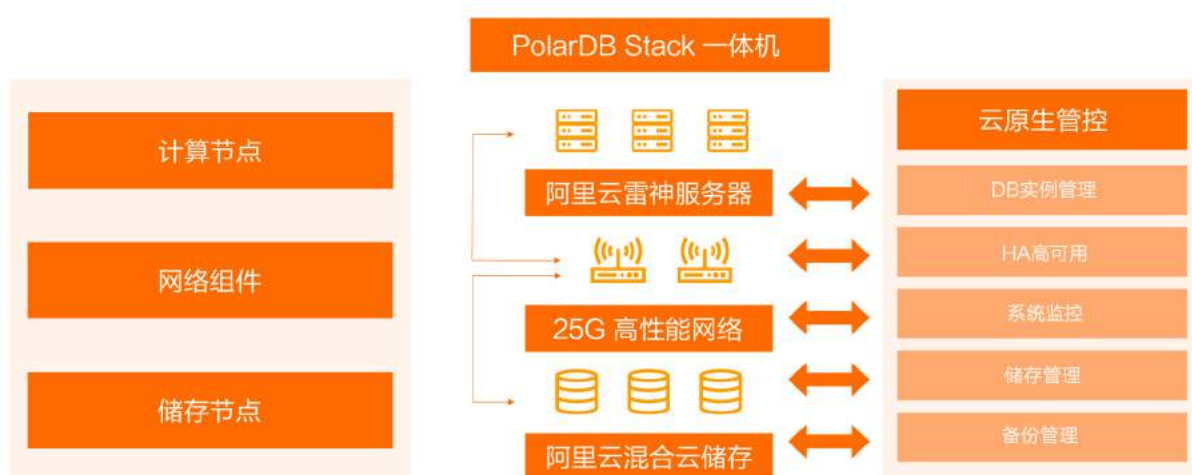 PolarDB Stack 一体机
计算节点
网络组件
储存节点
阿里云雷神服务器
25G 高性能网络
阿里云混合云储存
云原生管控
DB实例管理
HA高可用
系统监控
储存管理
备份管理